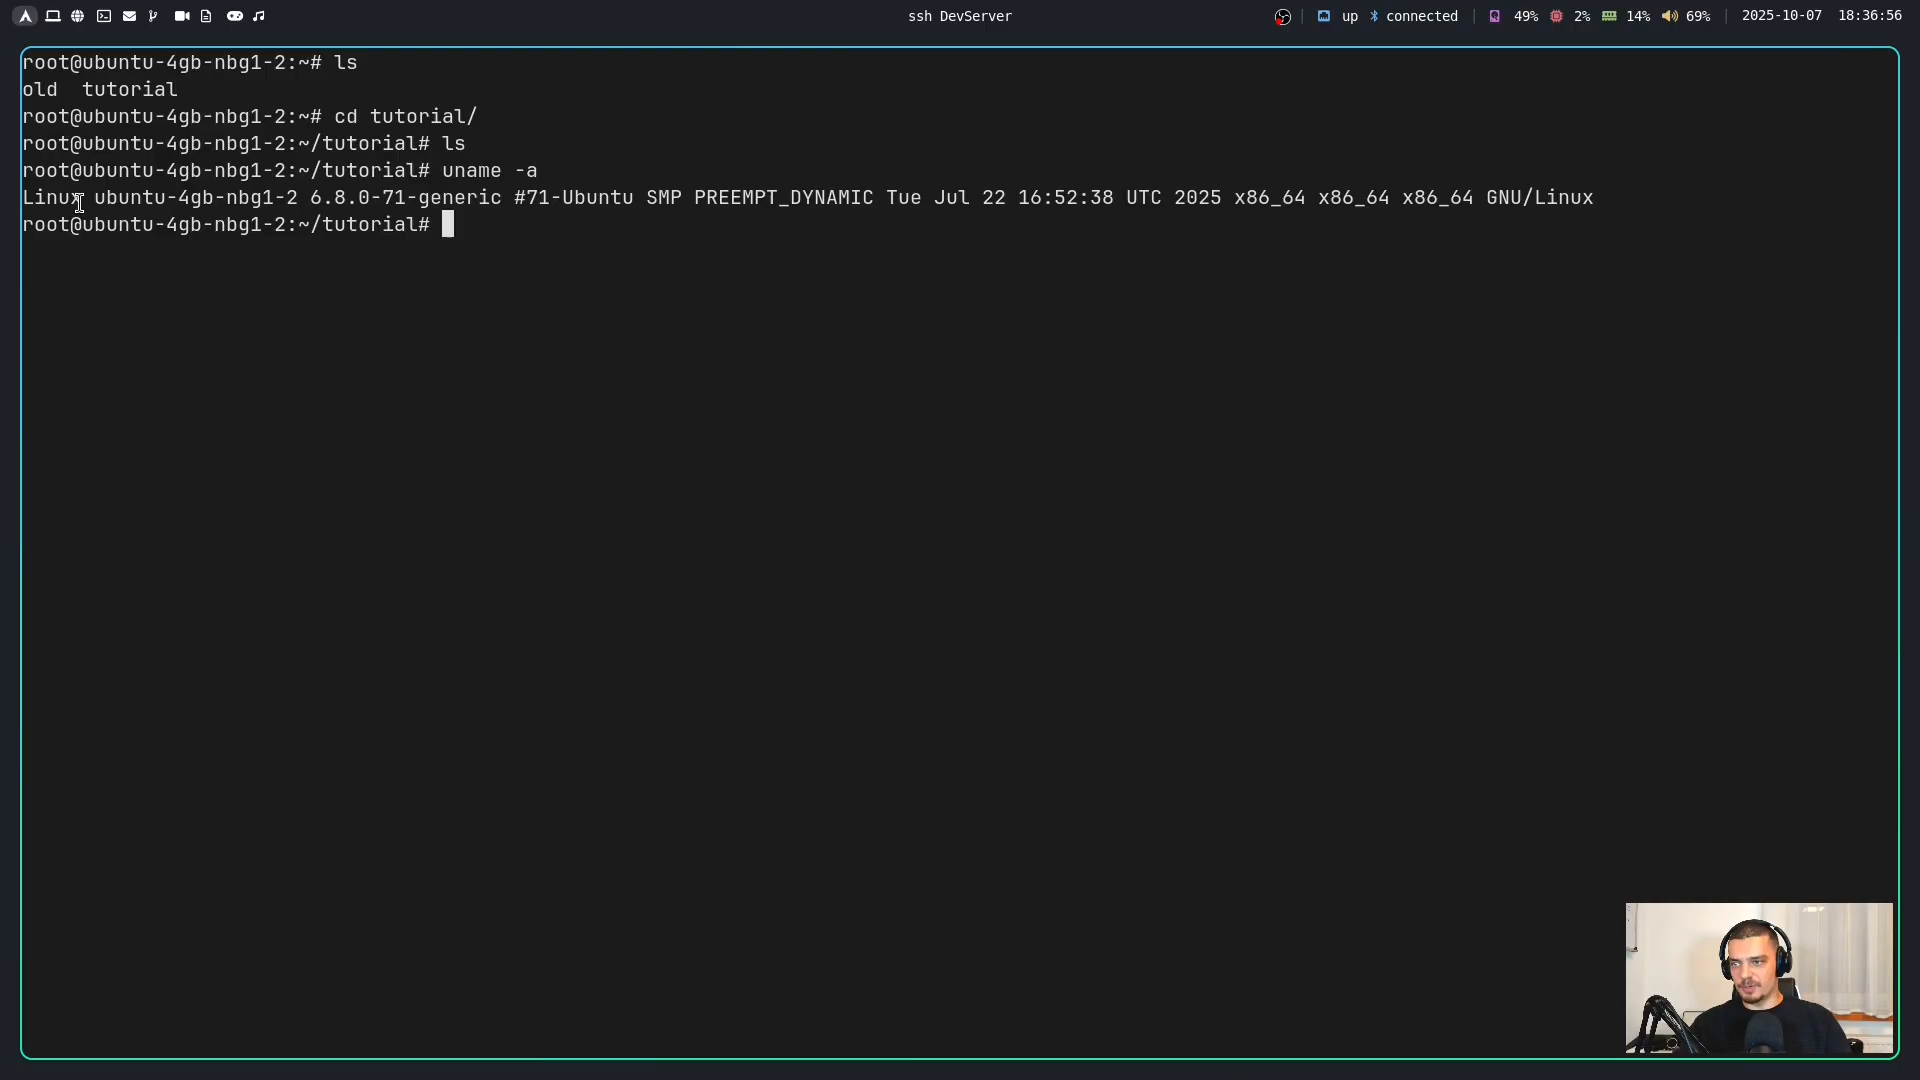 ssh DevServer
up connected 49% 2% 14% 69% 2025-10-07 18:36:56
root@ubuntu-4gb-nbg1-2:~# ls
old  tutorial
root@ubuntu-4gb-nbg1-2:~# cd tutorial/
root@ubuntu-4gb-nbg1-2:~/tutorial# ls
root@ubuntu-4gb-nbg1-2:~/tutorial# uname -a
Linux ubuntu-4gb-nbg1-2 6.8.0-71-generic #71-Ubuntu SMP PREEMPT_DYNAMIC Tue Jul 22 16:52:38 UTC 2025 x86_64 x86_64 x86_64 GNU/Linux
root@ubuntu-4gb-nbg1-2:~/tutorial#